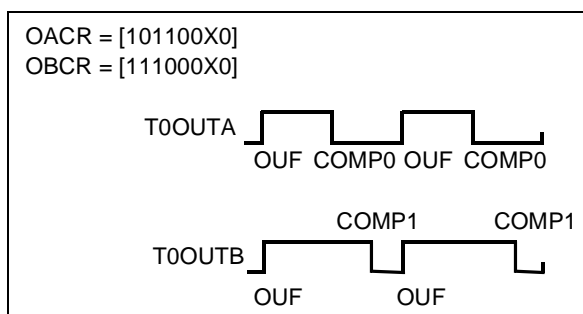 OACR = [101100X0]
OBCR = [111000X0]
T0OUTA
OUF COMP0 OUF COMP0
COMP1 COMP1
T0OUTB
OUF OUF